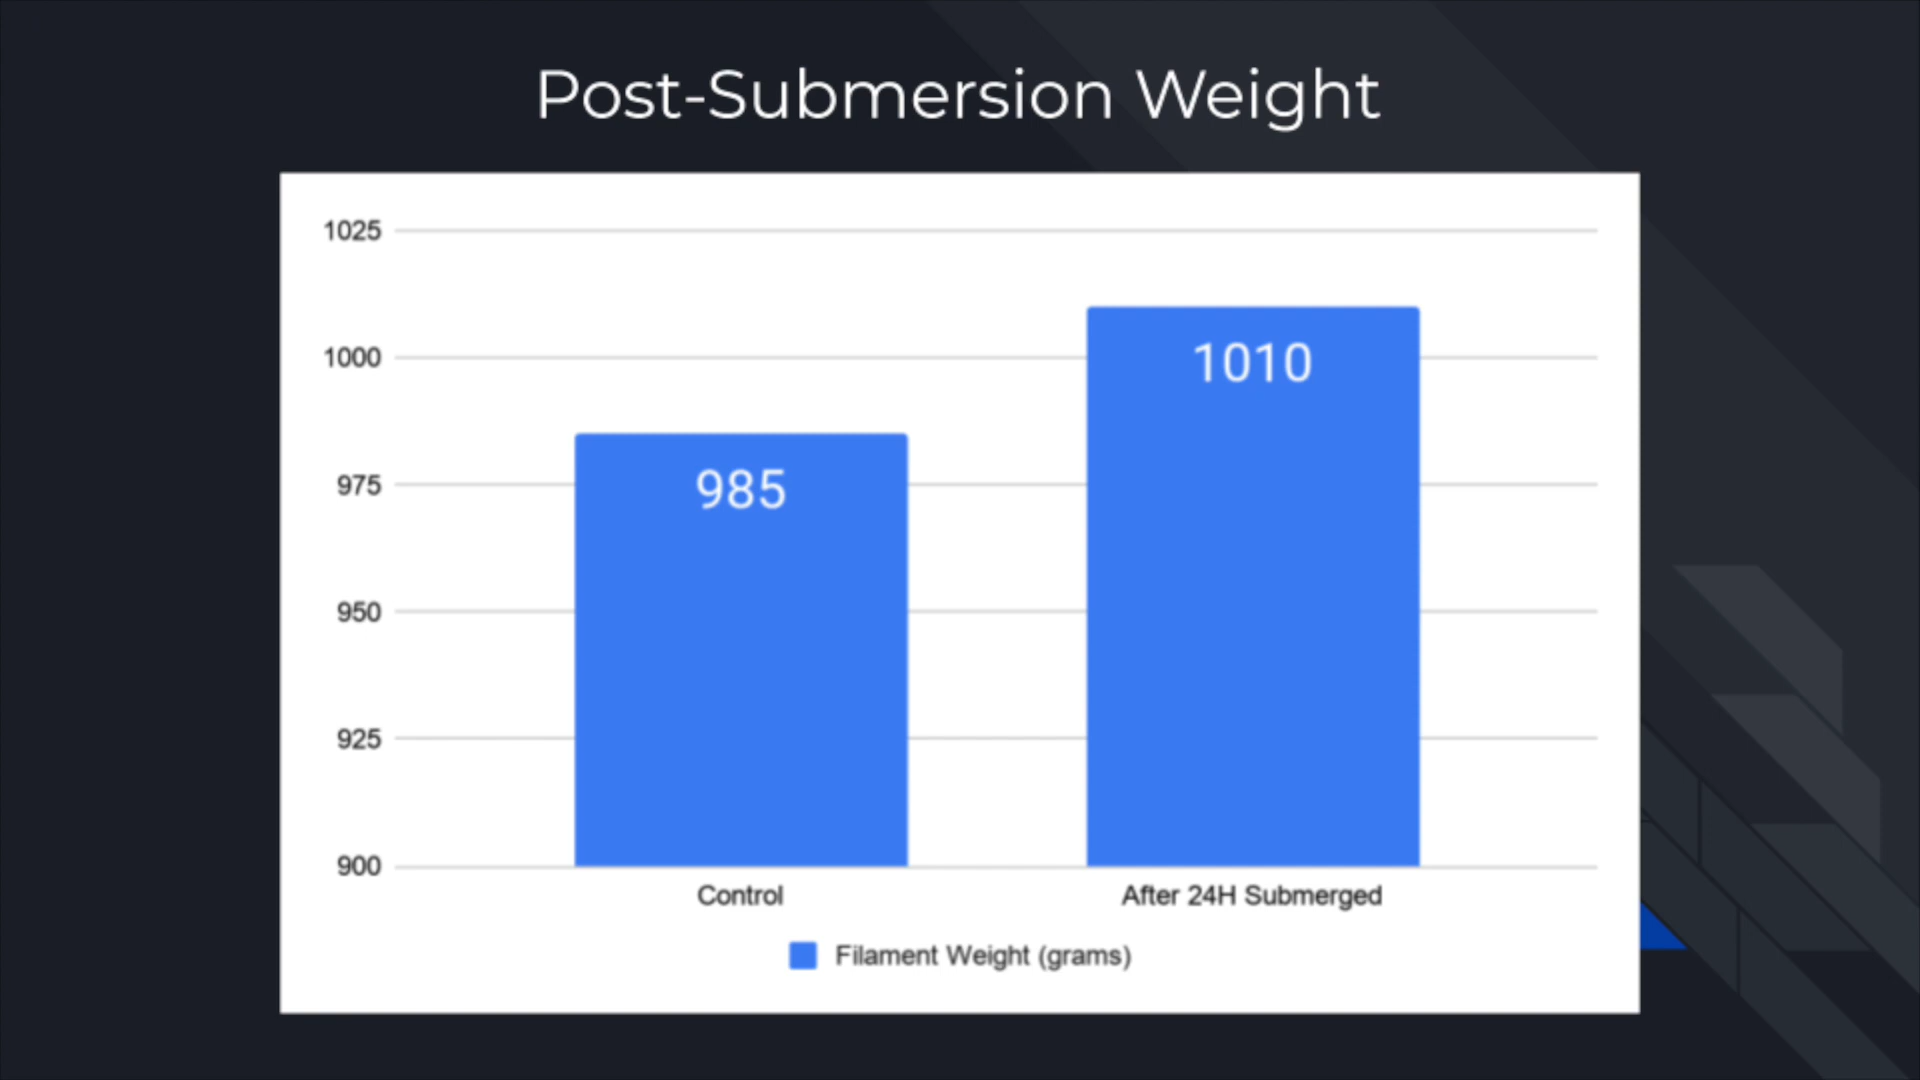 Post-Submersion Weight
1025
1000
975
950
925
900
985
1010
Control
After 24H Submerged
Filament Weight (grams)